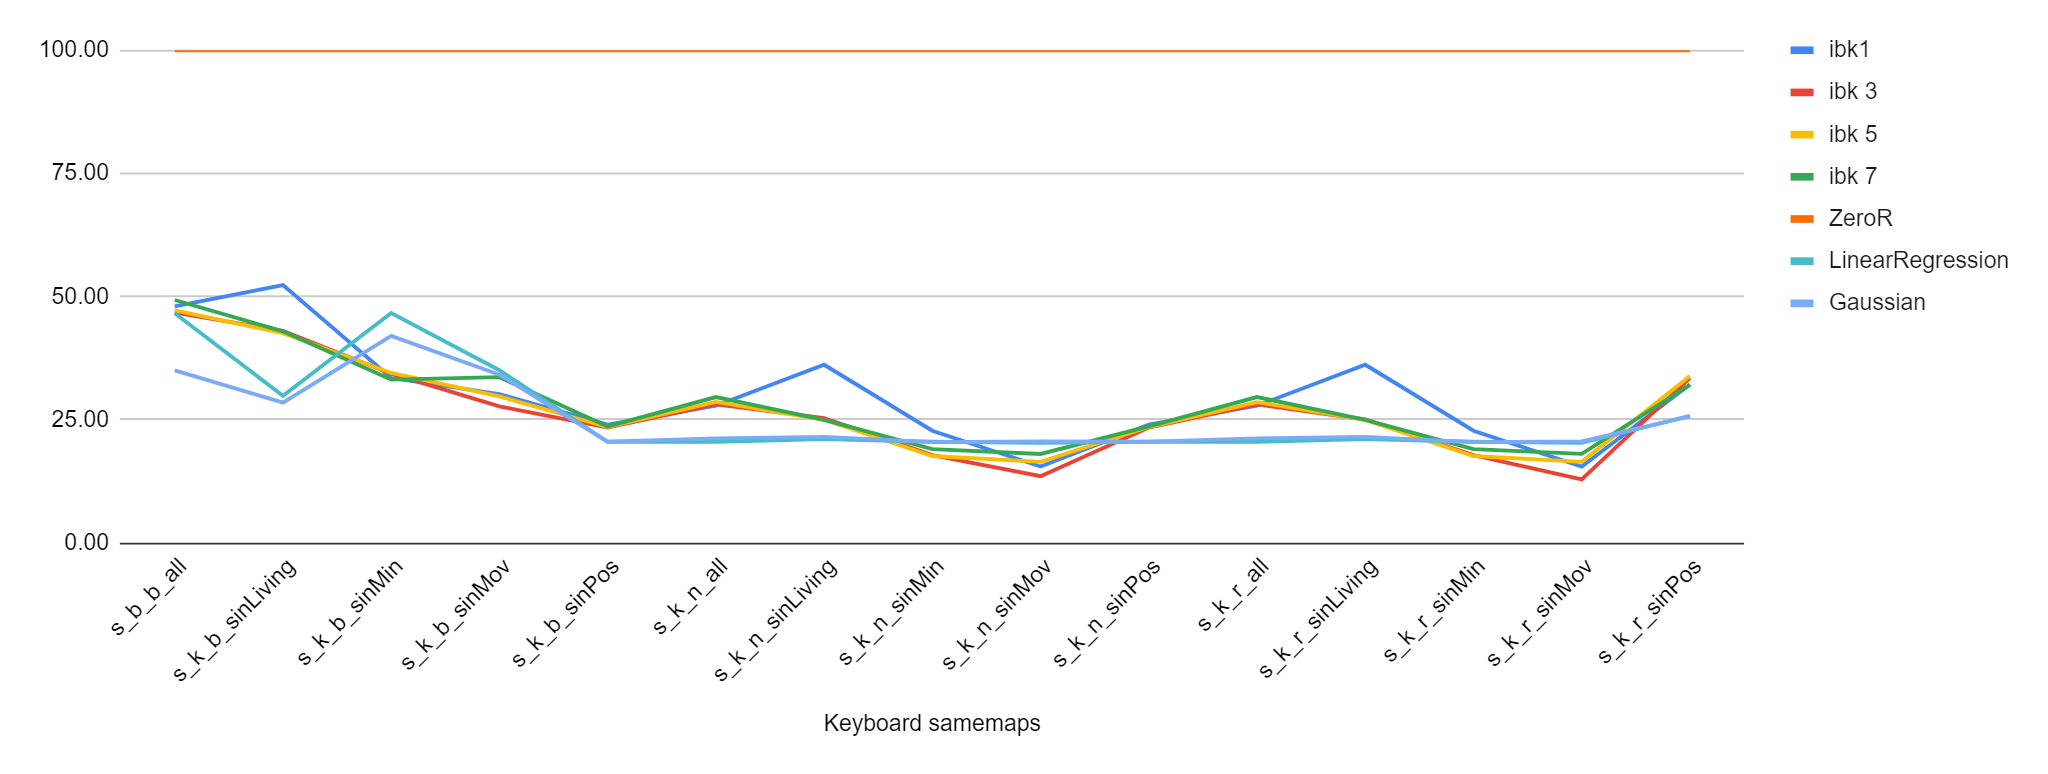 100.00
75.00
50.00
25.00
0.00
s_b_b_all
s_k_b_sinLiving
s_k_b_sinMin
s_k_b_sinMov
s_k_b_sinPos
s_k_n_all
s_k_n_sinLiving
s_k_n_sinMin
s_k_n_sinMov
s_k_n_sinPos
s_k_r_all
s_k_r_sinLiving
s_k_r_sinMin
s_k_r_sinMov
s_k_r_sinPos
Keyboard samemaps
ibk1
ibk 3
ibk 5
ibk 7
ZeroR
LinearRegression
Gaussian